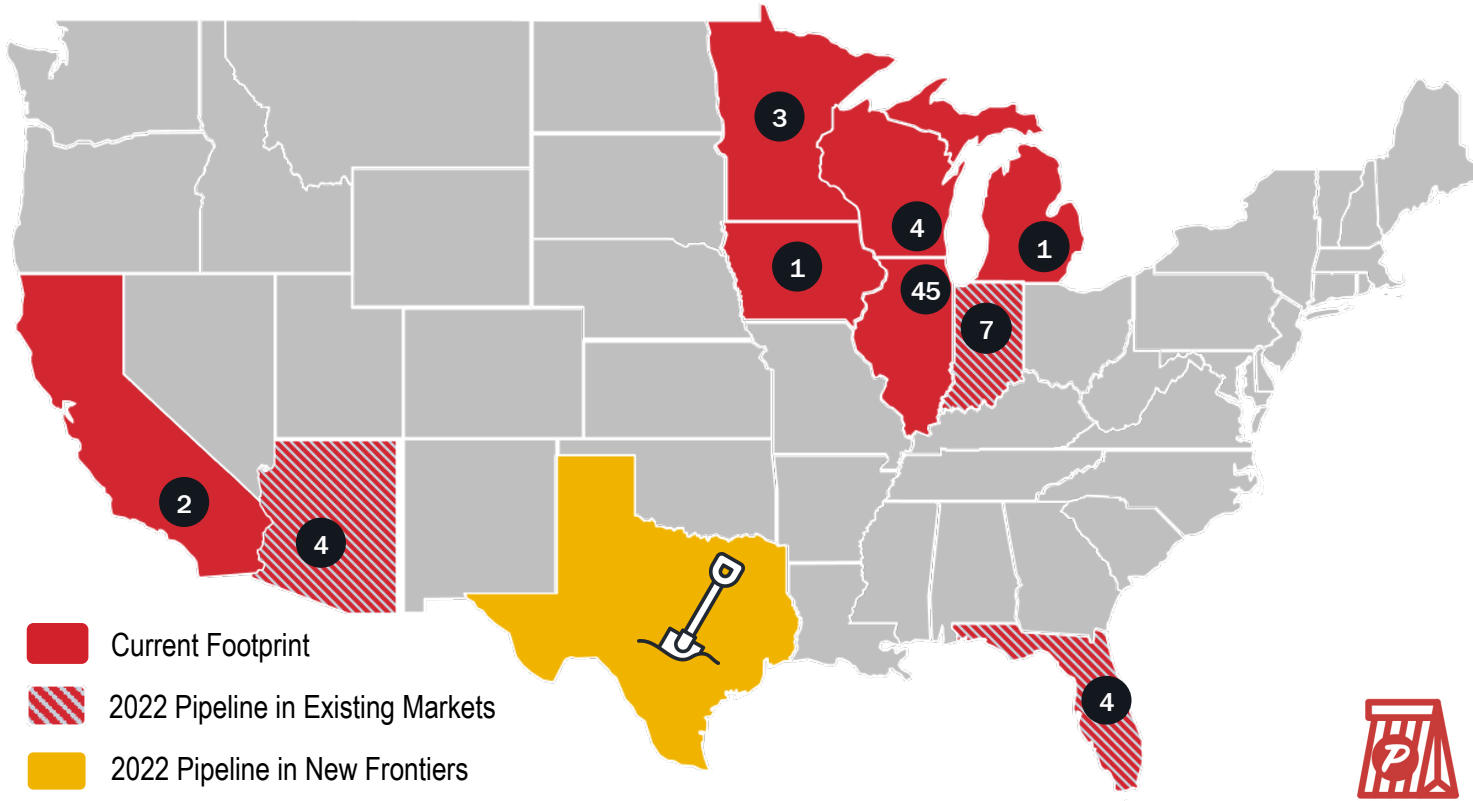 3
4
1
1
45
7
2
4
4
Current Footprint
2022 Pipeline in Existing Markets
2022 Pipeline in New Frontiers
P